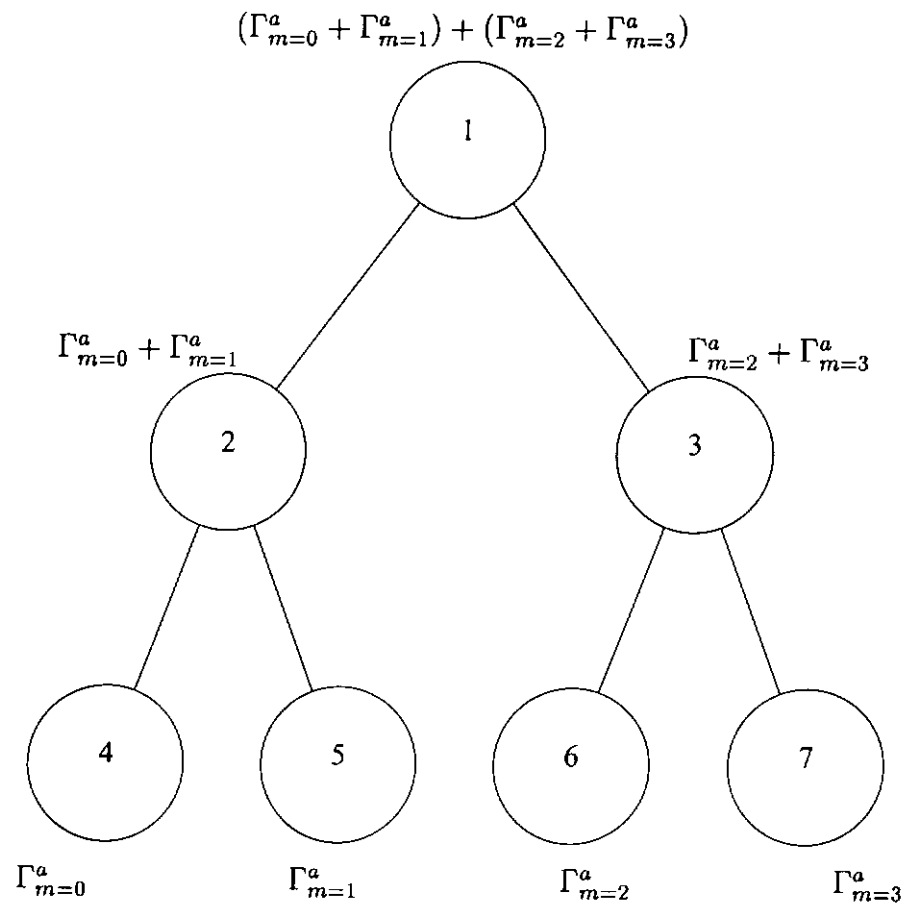 (Γ^a_{m=0} + Γ^a_{m=1}) + (Γ^a_{m=2} + Γ^a_{m=3})
1
Γ^a_{m=0} + Γ^a_{m=1}
Γ^a_{m=2} + Γ^a_{m=3}
2
3
4
5
6
7
Γ^a_{m=0}
Γ^a_{m=1}
Γ^a_{m=2}
Γ^a_{m=3}